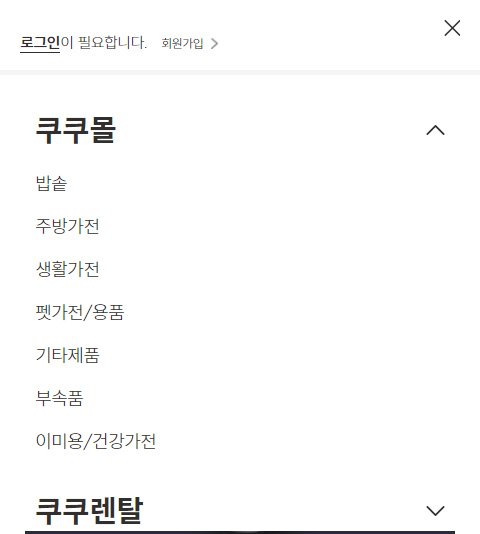 로그인이 필요합니다. 회원가입
쿠쿠몰
밥솥
주방가전
생활가전
펫가전/용품
기타제품
부속품
이미용/건강가전
쿠쿠렌탈